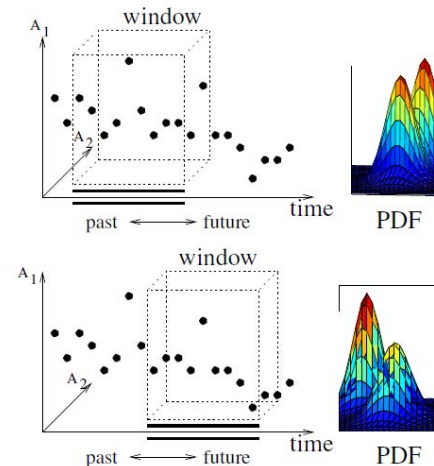 window
A1
A2
time
past future
PDF
window
A1
A2
time
past future
PDF